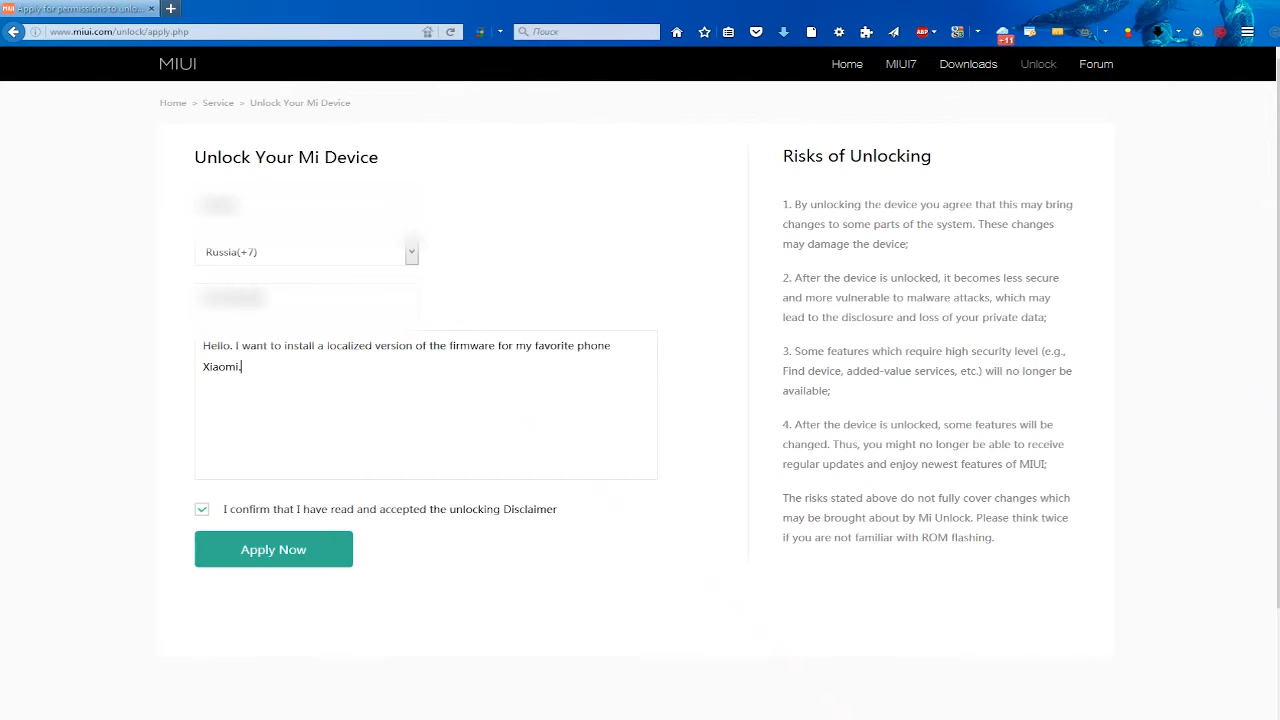 Apply for permissions to unlo...
www.miui.com/unlock/apply.php
Поиск
ABP
+11
MIUI
Home
MIUI7
Downloads
Unlock
Forum
Home > Service > Unlock Your Mi Device
Unlock Your Mi Device
Russia(+7)
Hello. I want to install a localized version of the firmware for my favorite phone
Xiaomi.
I confirm that I have read and accepted the unlocking Disclaimer
Apply Now
Risks of Unlocking
1. By unlocking the device you agree that this may bring
changes to some parts of the system. These changes
may damage the device;
2. After the device is unlocked, it becomes less secure
and more vulnerable to malware attacks, which may
lead to the disclosure and loss of your private data;
3. Some features which require high security level (e.g.,
Find device, added-value services, etc.) will no longer be
available;
4. After the device is unlocked, some features will be
changed. Thus, you might no longer be able to receive
regular updates and enjoy newest features of MIUI;
The risks stated above do not fully cover changes which
may be brought about by Mi Unlock. Please think twice
if you are not familiar with ROM flashing.